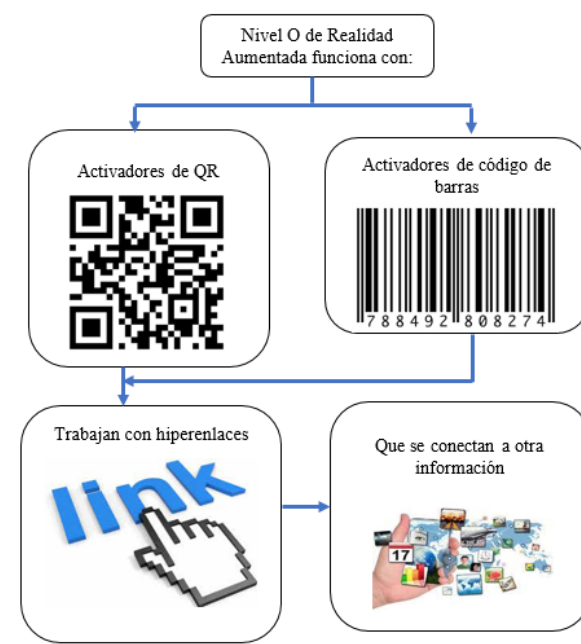 Nivel O de Realidad
Aumentada funciona con:
Activadores de QR
Activadores de código de
barras
788492 808274
Trabajan con hiperenlaces
link
Que se conectan a otra
información
17